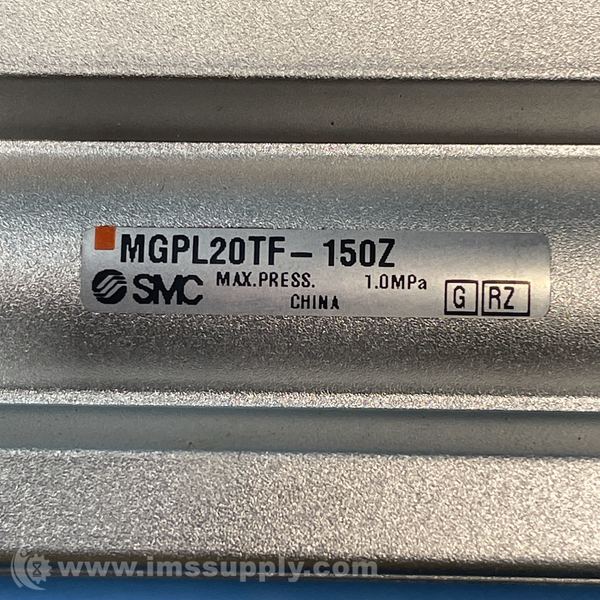 MGPL20TF-150Z
SMC MAX.PRESS. 1.0MPa
CHINA G RZ
www.imssupply.com